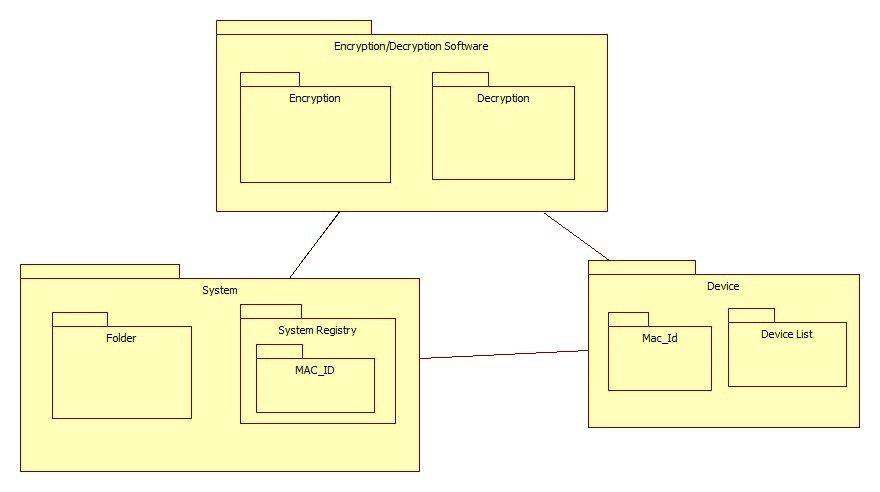 Encryption/Decryption Software
Encryption
Decryption
System
Folder
System Registry
MAC_ID
Device
Mac_Id
Device List